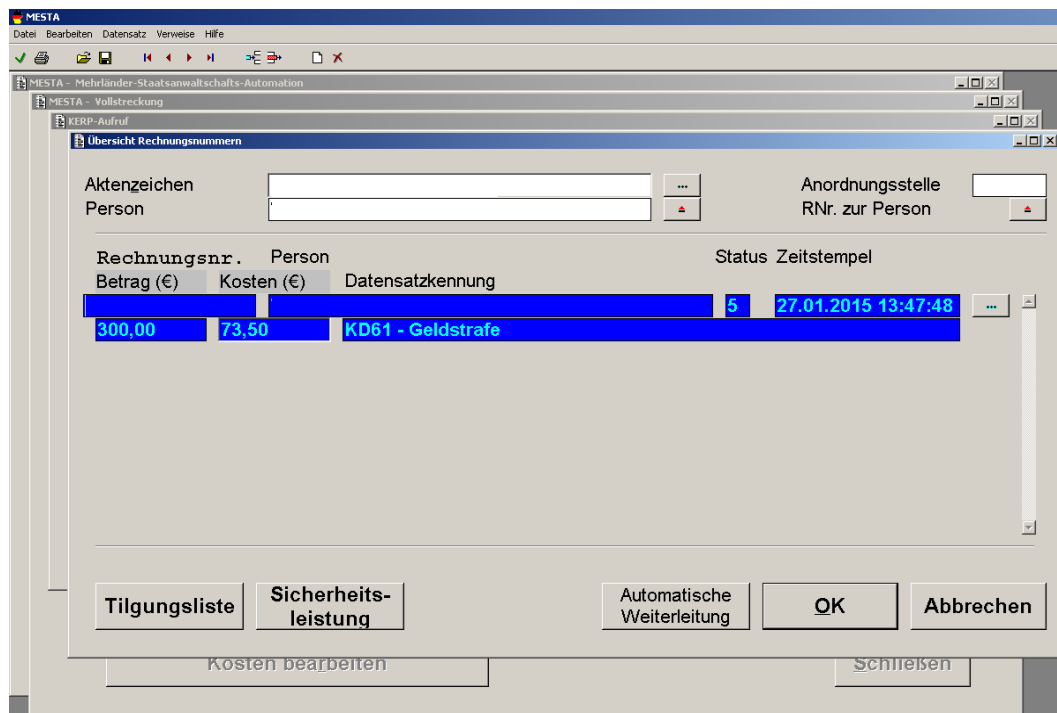 MESTA
Datei Bearbeiten Datensatz Verweise Hilfe
MESTA - Mehrländer-Staatsanwaltschafts-Automation
MESTA - Vollstreckung
KERP-Aufruf
Übersicht Rechnungsnummern
Aktenzeichen ... Anordnungsstelle
Person RNr. zur Person
Rechnungsnr. Person Status Zeitstempel
Betrag (€) Kosten (€) Datensatzkennung
5 27.01.2015 13:47:48 ...
300,00 73,50 KD61 - Geldstrafe
Tilgungsliste Sicherheits-
leistung Automatische
Weiterleitung OK Abbrechen
Kosten bearbeiten Schließen